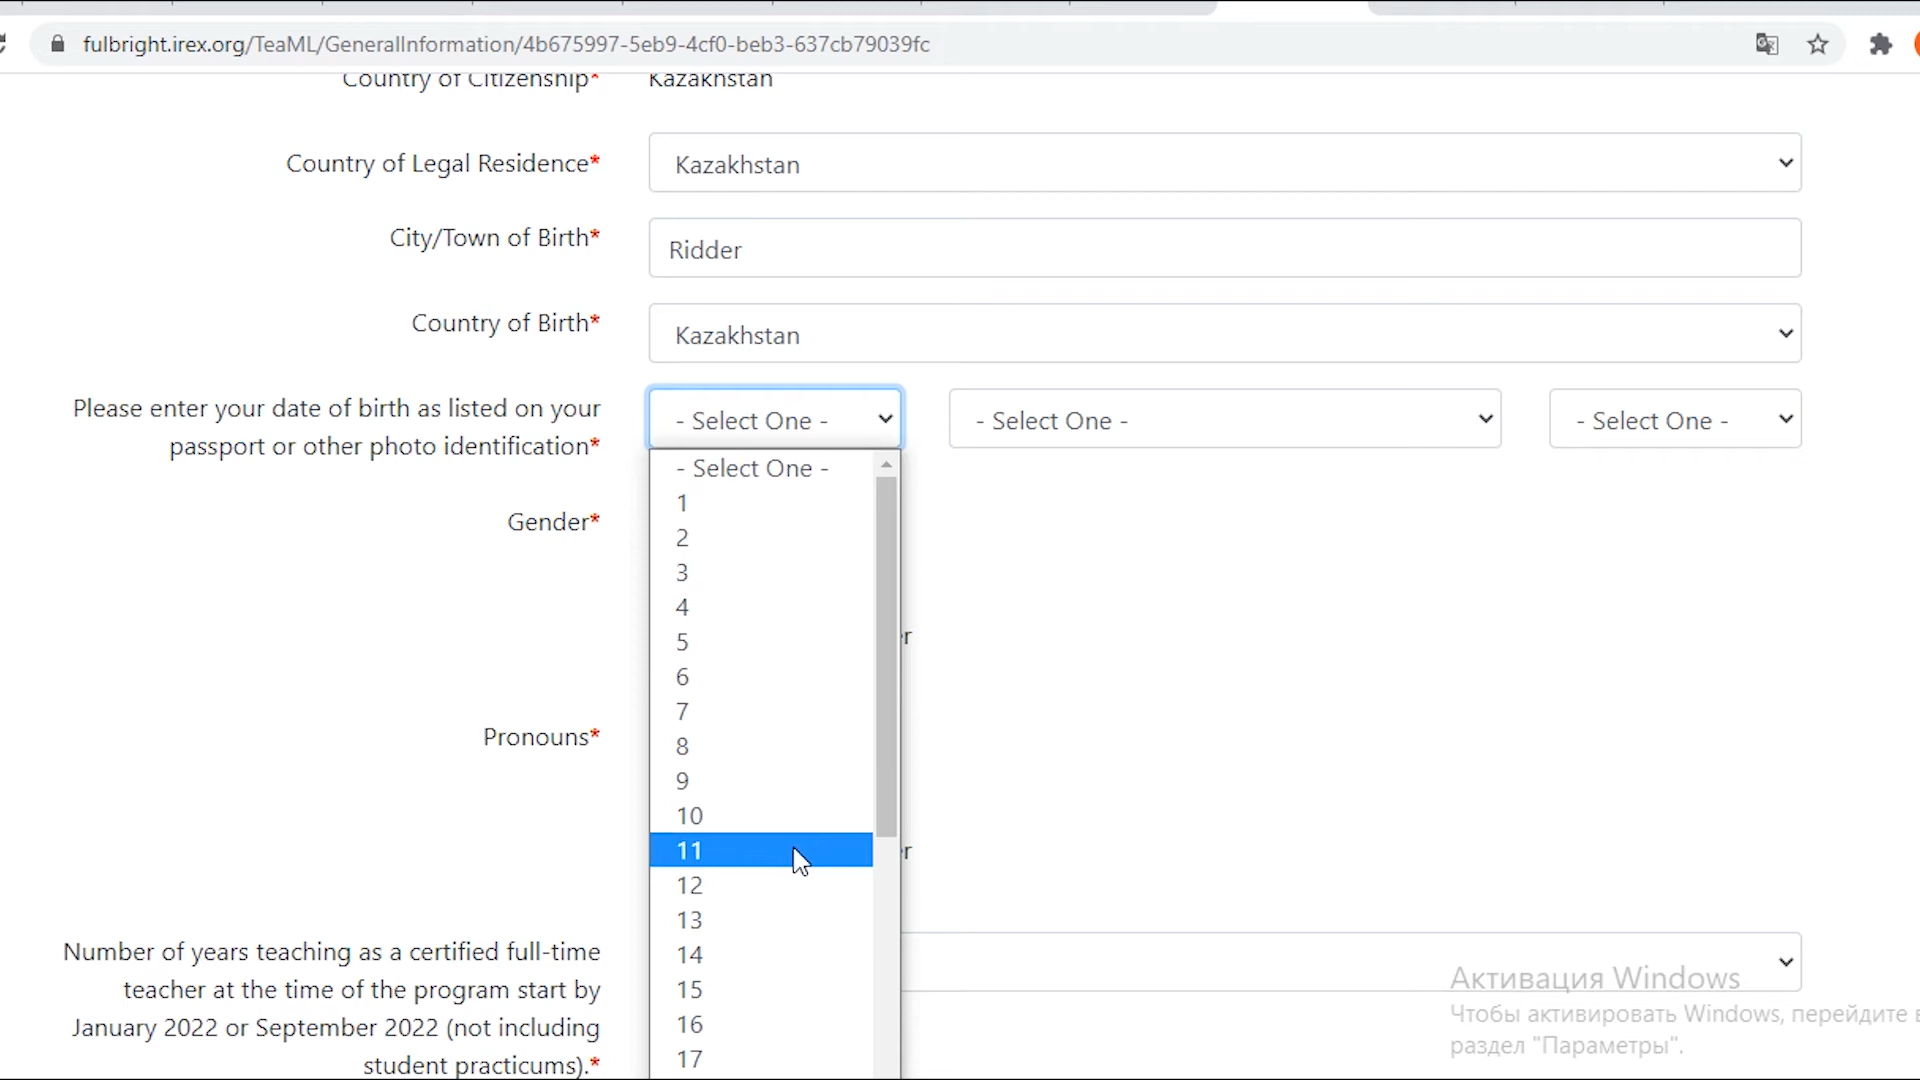 fulbright.irex.org/TeaML/GeneralInformation/4b675997-5eb9-4cf0-beb3-637cb79039fc
Country of Citizenship* Kazakhstan
Country of Legal Residence* Kazakhstan
City/Town of Birth* Ridder
Country of Birth* Kazakhstan
Please enter your date of birth as listed on your
passport or other photo identification*
- Select One - - Select One - - Select One -
- Select One -
1
2
3
4
5
6
7
8
9
10
11
12
13
14
15
16
17
Gender*
r
Pronouns*
r
Number of years teaching as a certified full-time
teacher at the time of the program start by
January 2022 or September 2022 (not including
student practicums).*
Активация Windows
Чтобы активировать Windows, перейдите в
раздел "Параметры".